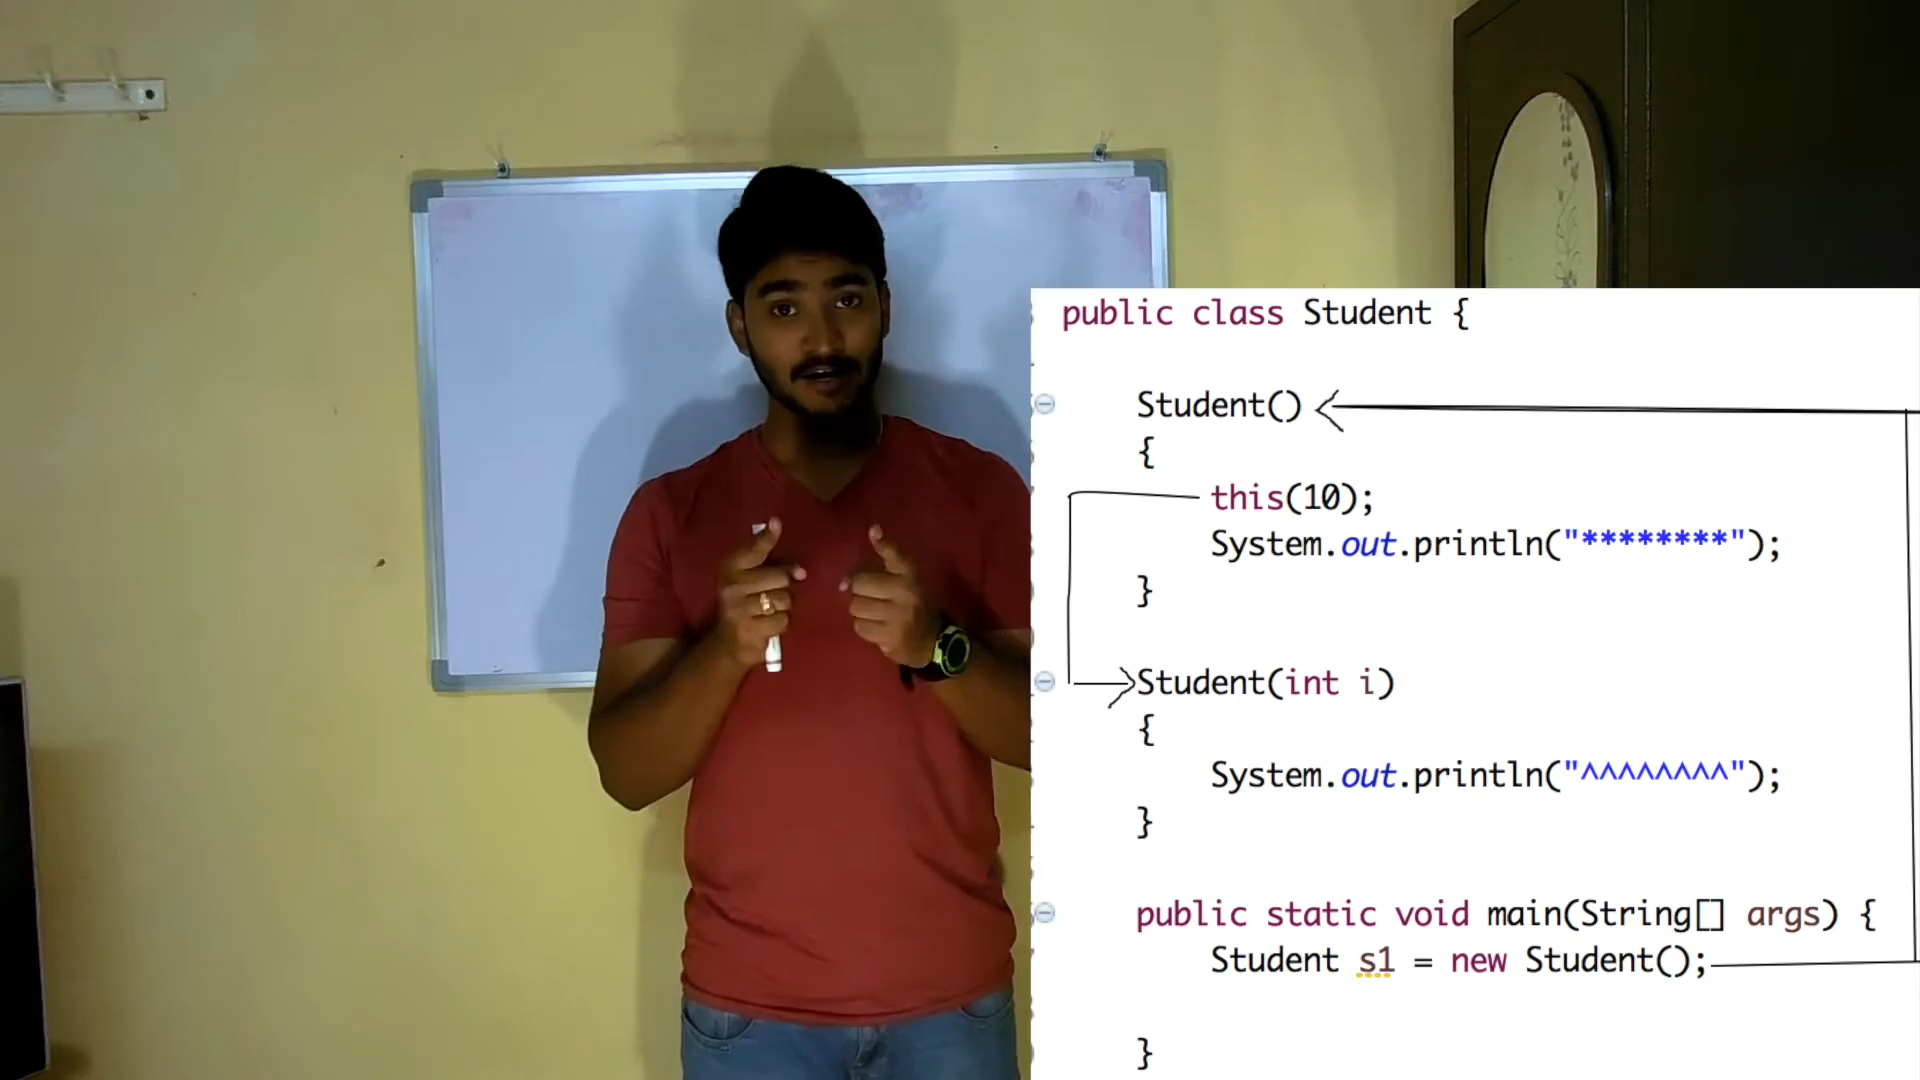 public class Student {
Student()
{
this(10);
System.out.println("********");
}
Student(int i)
{
System.out.println("^^^^^^^^");
}
public static void main(String[] args) {
Student s1 = new Student();
}